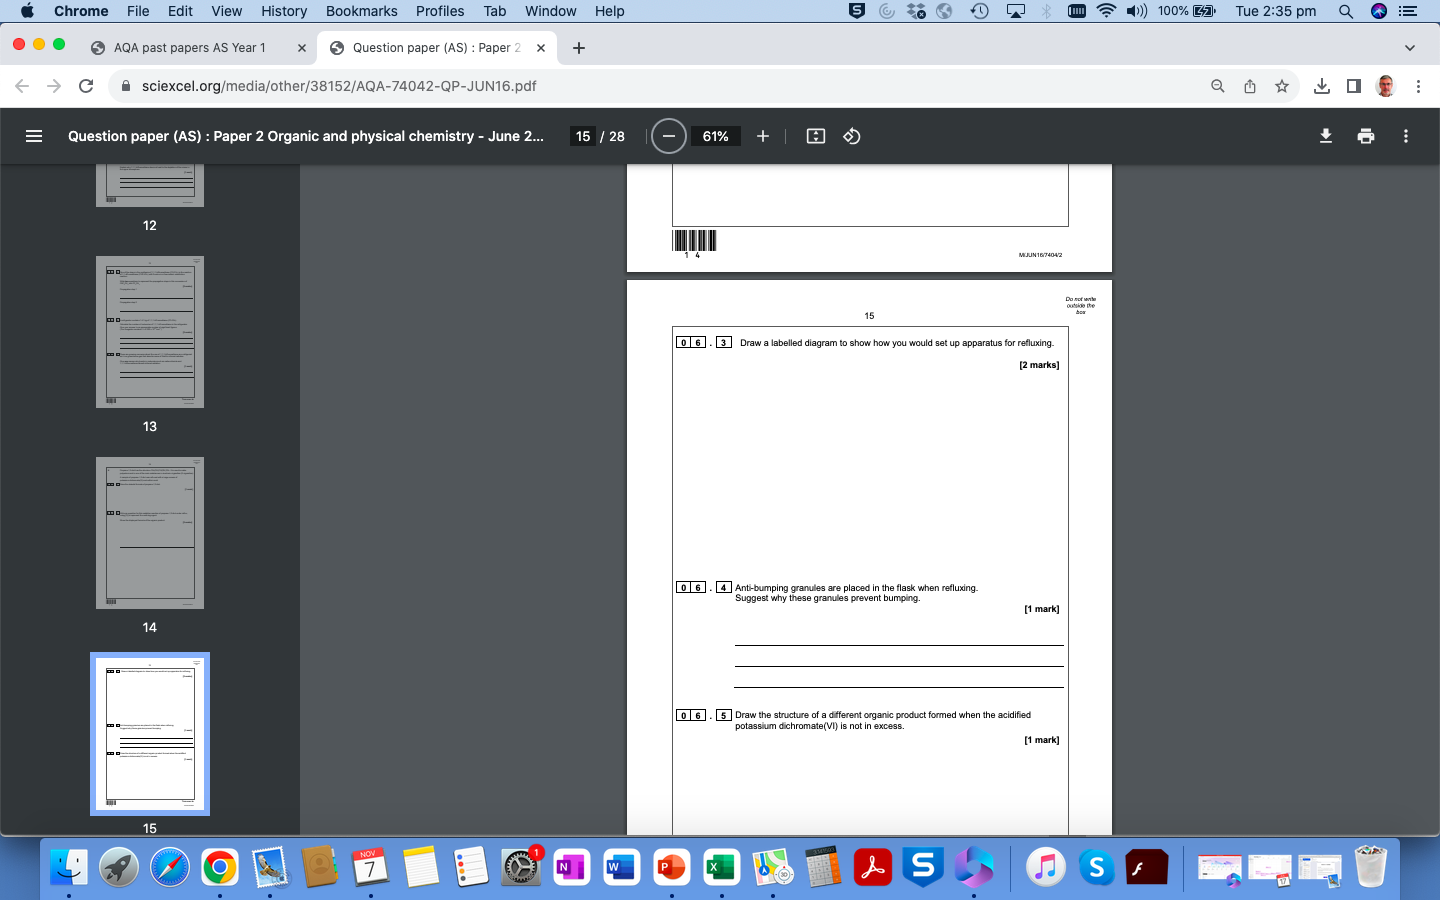 Chrome File Edit View History Bookmarks Profiles Tab Window Help 100% Tue 2:35 pm
AQA past papers AS Year 1
Question paper (AS) : Paper 2
sciexcel.org/media/other/38152/AQA-74042-QP-JUN16.pdf
Question paper (AS) : Paper 2 Organic and physical chemistry - June 2... 15 / 28 61%
12
13
14
15
1 4
M/JUN16/7404/2
Do not write
outside the
box
15
0 6 . 3 Draw a labelled diagram to show how you would set up apparatus for refluxing.
[2 marks]
0 6 . 4 Anti-bumping granules are placed in the flask when refluxing.
Suggest why these granules prevent bumping.
[1 mark]
0 6 . 5 Draw the structure of a different organic product formed when the acidified
potassium dichromate(VI) is not in excess.
[1 mark]
NOV
7
1
17